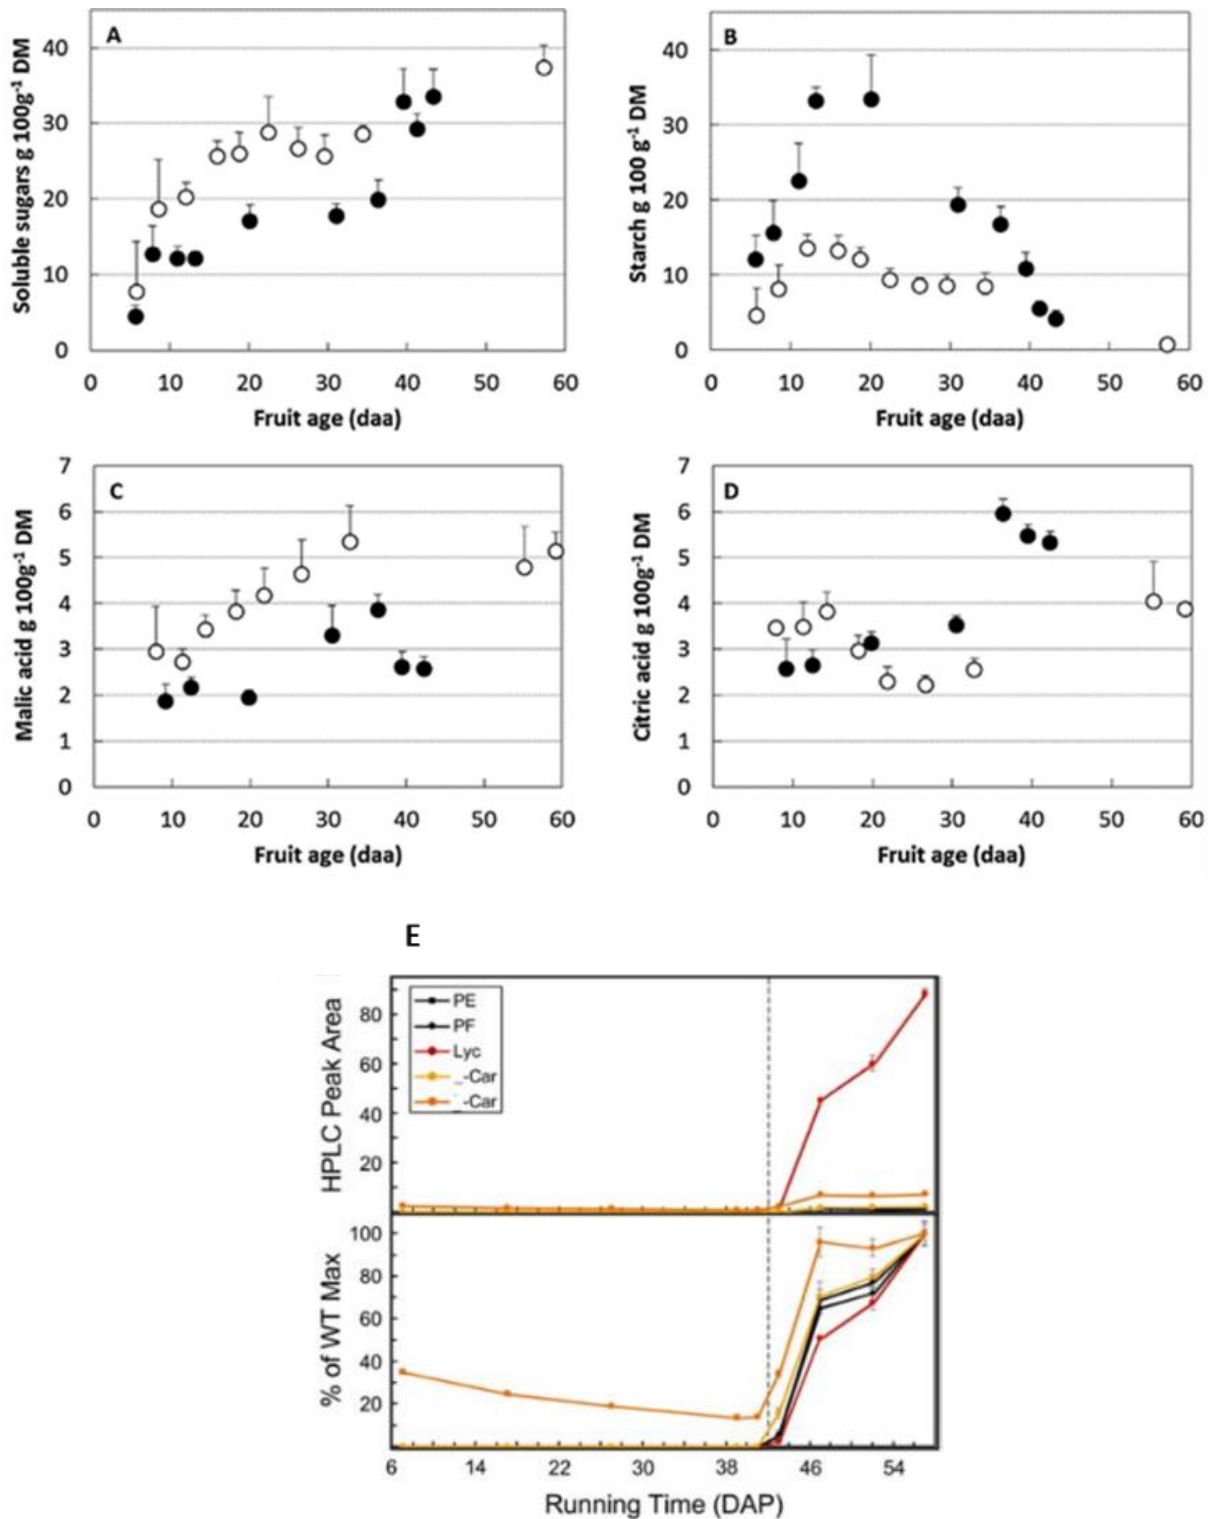 A
Soluble sugars g 100g⁻¹ DM
40
30
20
10
0
0 10 20 30 40 50 60
Fruit age (daa)
B
Starch g 100 g⁻¹ DM
40
30
20
10
0
0 10 20 30 40 50 60
Fruit age (daa)
C
Malic acid g 100g⁻¹ DM
7
6
5
4
3
2
1
0
0 10 20 30 40 50 60
Fruit age (daa)
D
Citric acid g 100g⁻¹ DM
7
6
5
4
3
2
1
0
0 10 20 30 40 50 60
Fruit age (daa)
E
HPLC Peak Area
80
60
40
20
PE
PF
Lyc
_-Car
_-Car
% of WT Max
100
80
60
40
20
6 14 22 30 38 46 54
Running Time (DAP)